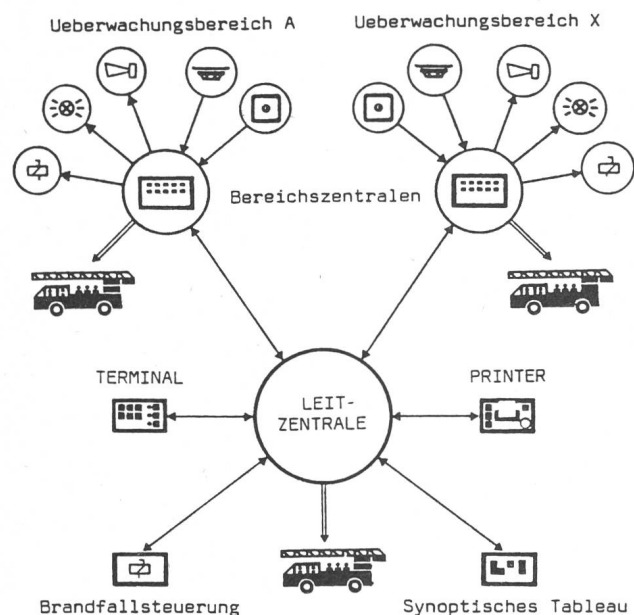 Ueberwachungsbereich A
Ueberwachungsbereich X
Bereichszentralen
TERMINAL
PRINTER
LEIT-
ZENTRALE
Brandfallsteuerung
Synoptisches Tableau